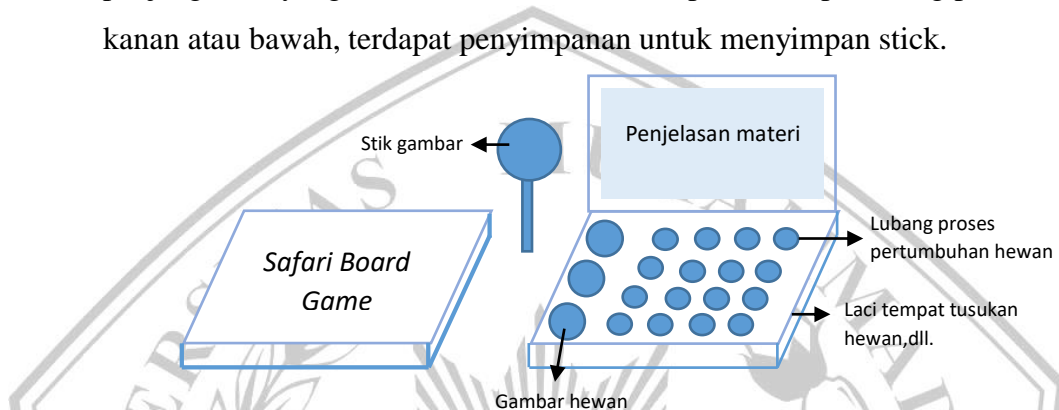 kanan atau bawah, terdapat penyimpanan untuk menyimpan stick.
Stik gambar
Penjelasan materi
Safari Board
Game
Lubang proses
pertumbuhan hewan
Laci tempat tusukan
hewan,dll.
Gambar hewan